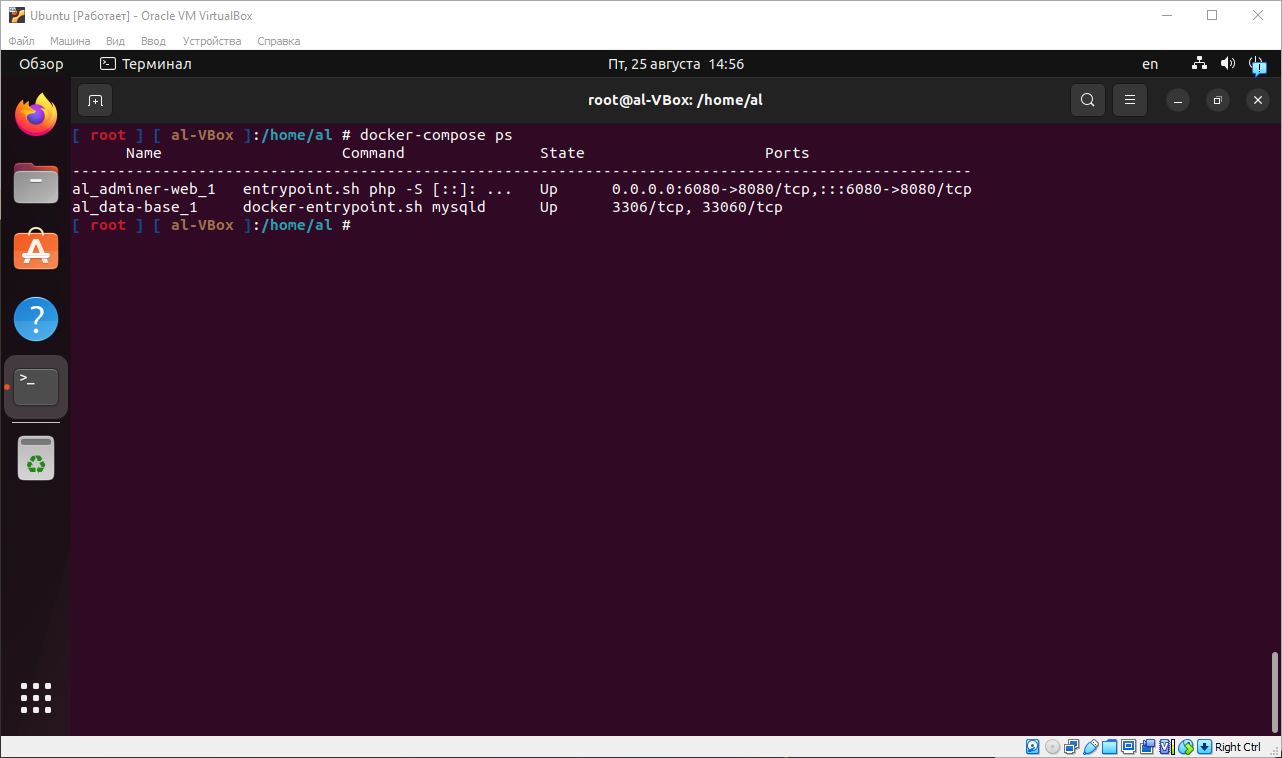 Ubuntu [Работает] - Oracle VM VirtualBox
Файл Машина Вид Ввод Устройства Справка
Обзор Терминал Пт, 25 августа 14:56 en
root@al-VBox: /home/al
[ root ] [ al-VBox ]:/home/al # docker-compose ps
Name Command State Ports
----------------------------------------------------------------------------------------------------
al_adminer-web_1 entrypoint.sh php -S [::]: ... Up 0.0.0.0:6080->8080/tcp,:::6080->8080/tcp
al_data-base_1 docker-entrypoint.sh mysqld Up 3306/tcp, 33060/tcp
[ root ] [ al-VBox ]:/home/al #
Right Ctrl